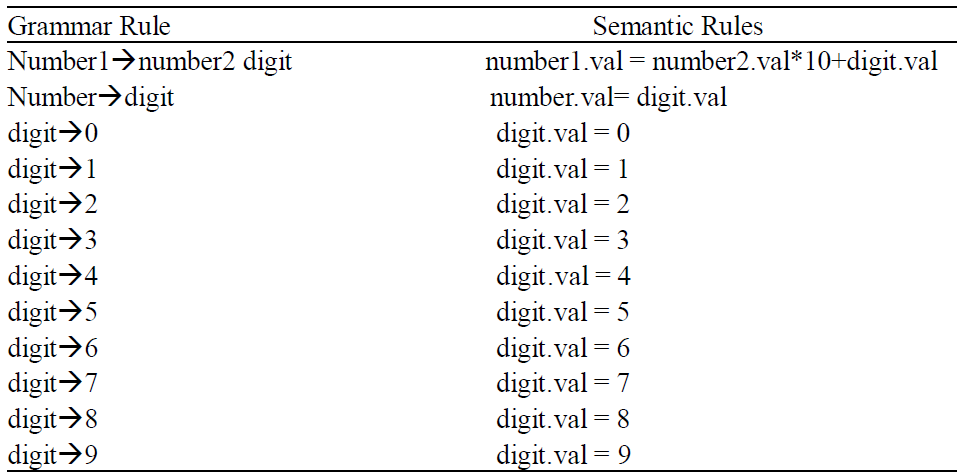 Grammar Rule Semantic Rules
Number1→number2 digit number1.val = number2.val*10+digit.val
Number→digit number.val= digit.val
digit→0 digit.val = 0
digit→1 digit.val = 1
digit→2 digit.val = 2
digit→3 digit.val = 3
digit→4 digit.val = 4
digit→5 digit.val = 5
digit→6 digit.val = 6
digit→7 digit.val = 7
digit→8 digit.val = 8
digit→9 digit.val = 9